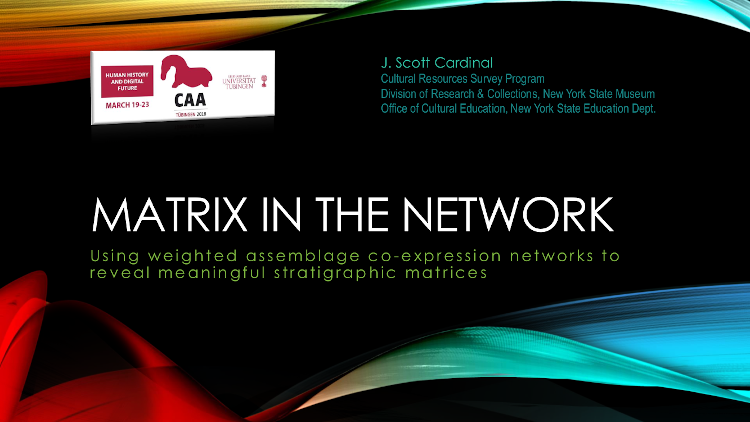 HUMAN HISTORY
AND DIGITAL
FUTURE
MARCH 19-23
CAA
TÜBINGEN 2018
UNIVERSITÄT
TÜBINGEN
J. Scott Cardinal
Cultural Resources Survey Program
Division of Research & Collections, New York State Museum
Office of Cultural Education, New York State Education Dept.
MATRIX IN THE NETWORK
Using weighted assemblage co-expression networks to
reveal meaningful stratigraphic matrices